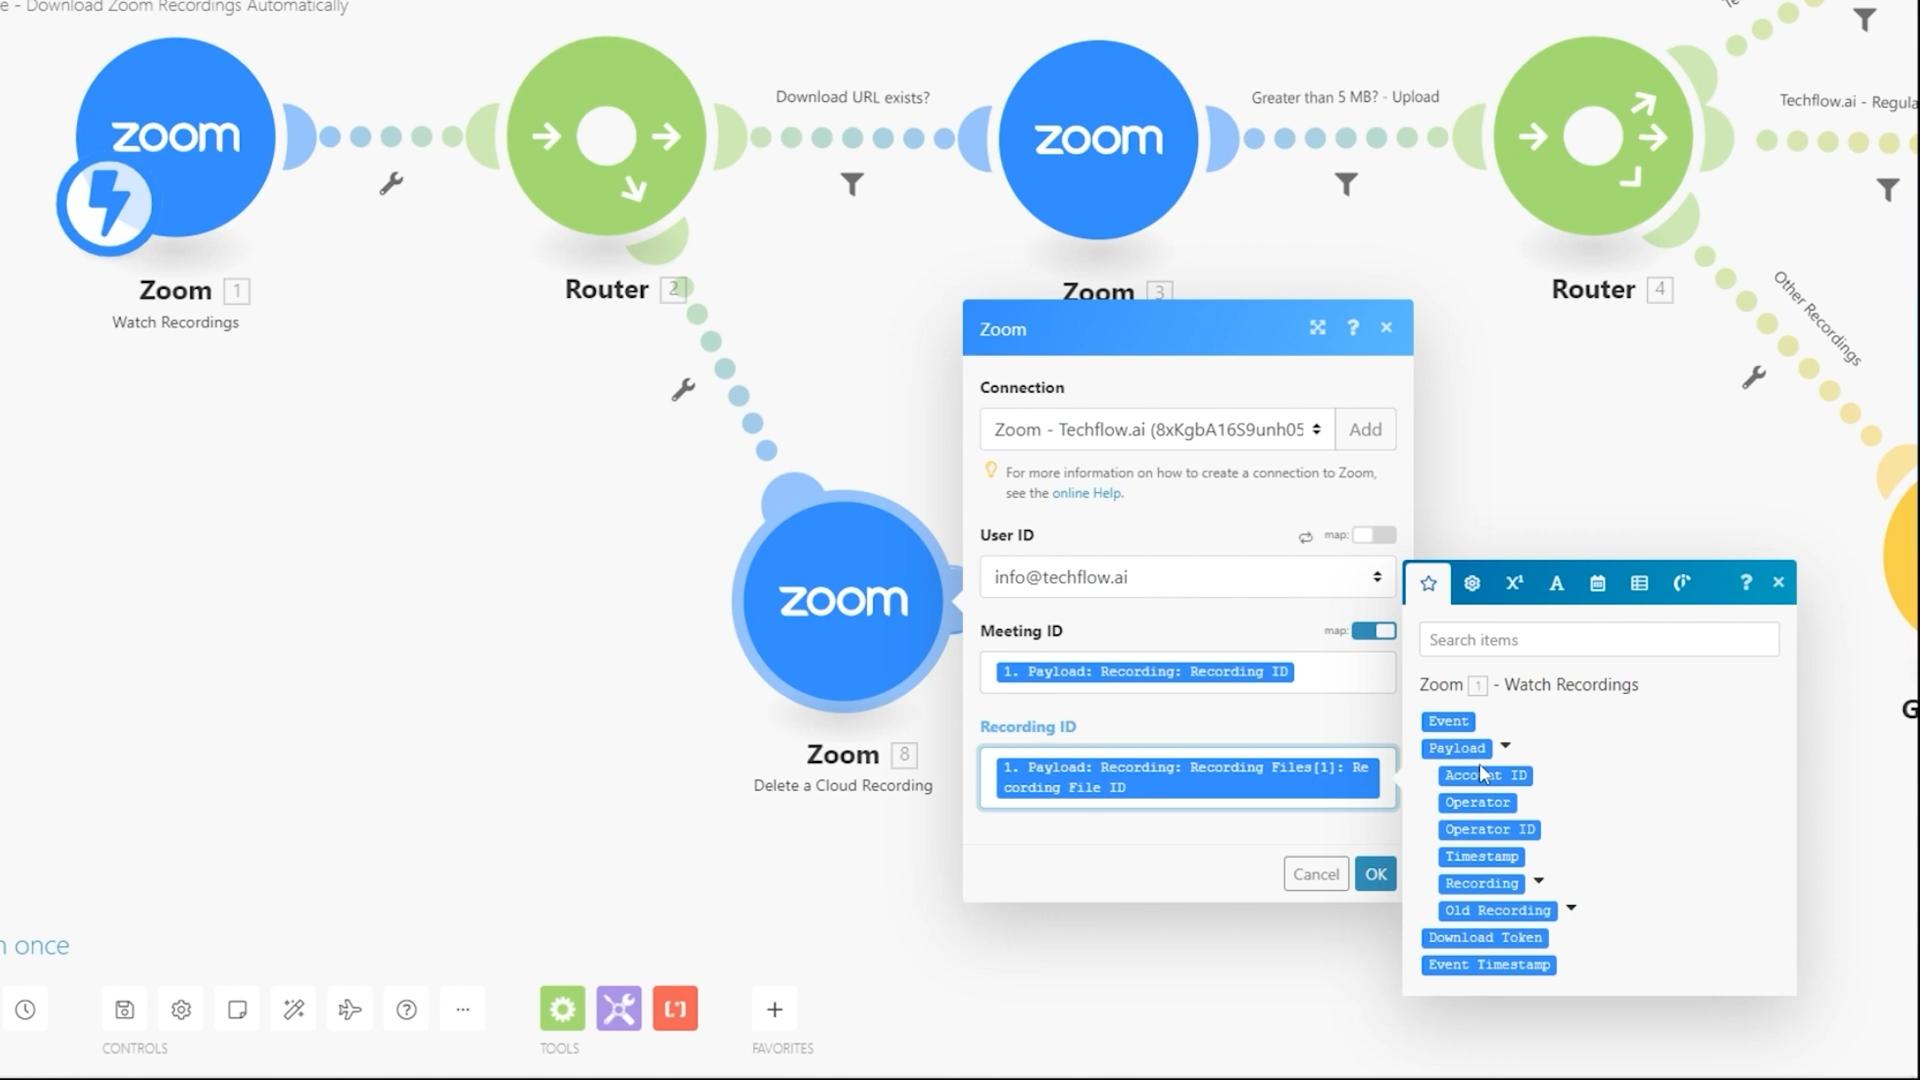 e - Download Zoom Recordings Automatically
zoom
Zoom 1
Watch Recordings
Router 2
Download URL exists?
zoom
Zoom 3
Greater than 5 MB? - Upload
Router 4
Techflow.ai - Regula
Other Recordings
zoom
Zoom 8
Delete a Cloud Recording
Zoom
Connection
Zoom - Techflow.ai (8xKgbA16S9unh05
Add
For more information on how to create a connection to Zoom,
see the online Help.
User ID
map:
info@techflow.ai
Meeting ID
map:
1. Payload: Recording: Recording ID
Recording ID
1. Payload: Recording: Recording Files[1]: Re
cording File ID
Cancel
OK
Search items
Zoom 1 - Watch Recordings
Event
Payload
Account ID
Operator
Operator ID
Timestamp
Recording
Old Recording
Download Token
Event Timestamp
G
n once
CONTROLS
TOOLS
FAVORITES